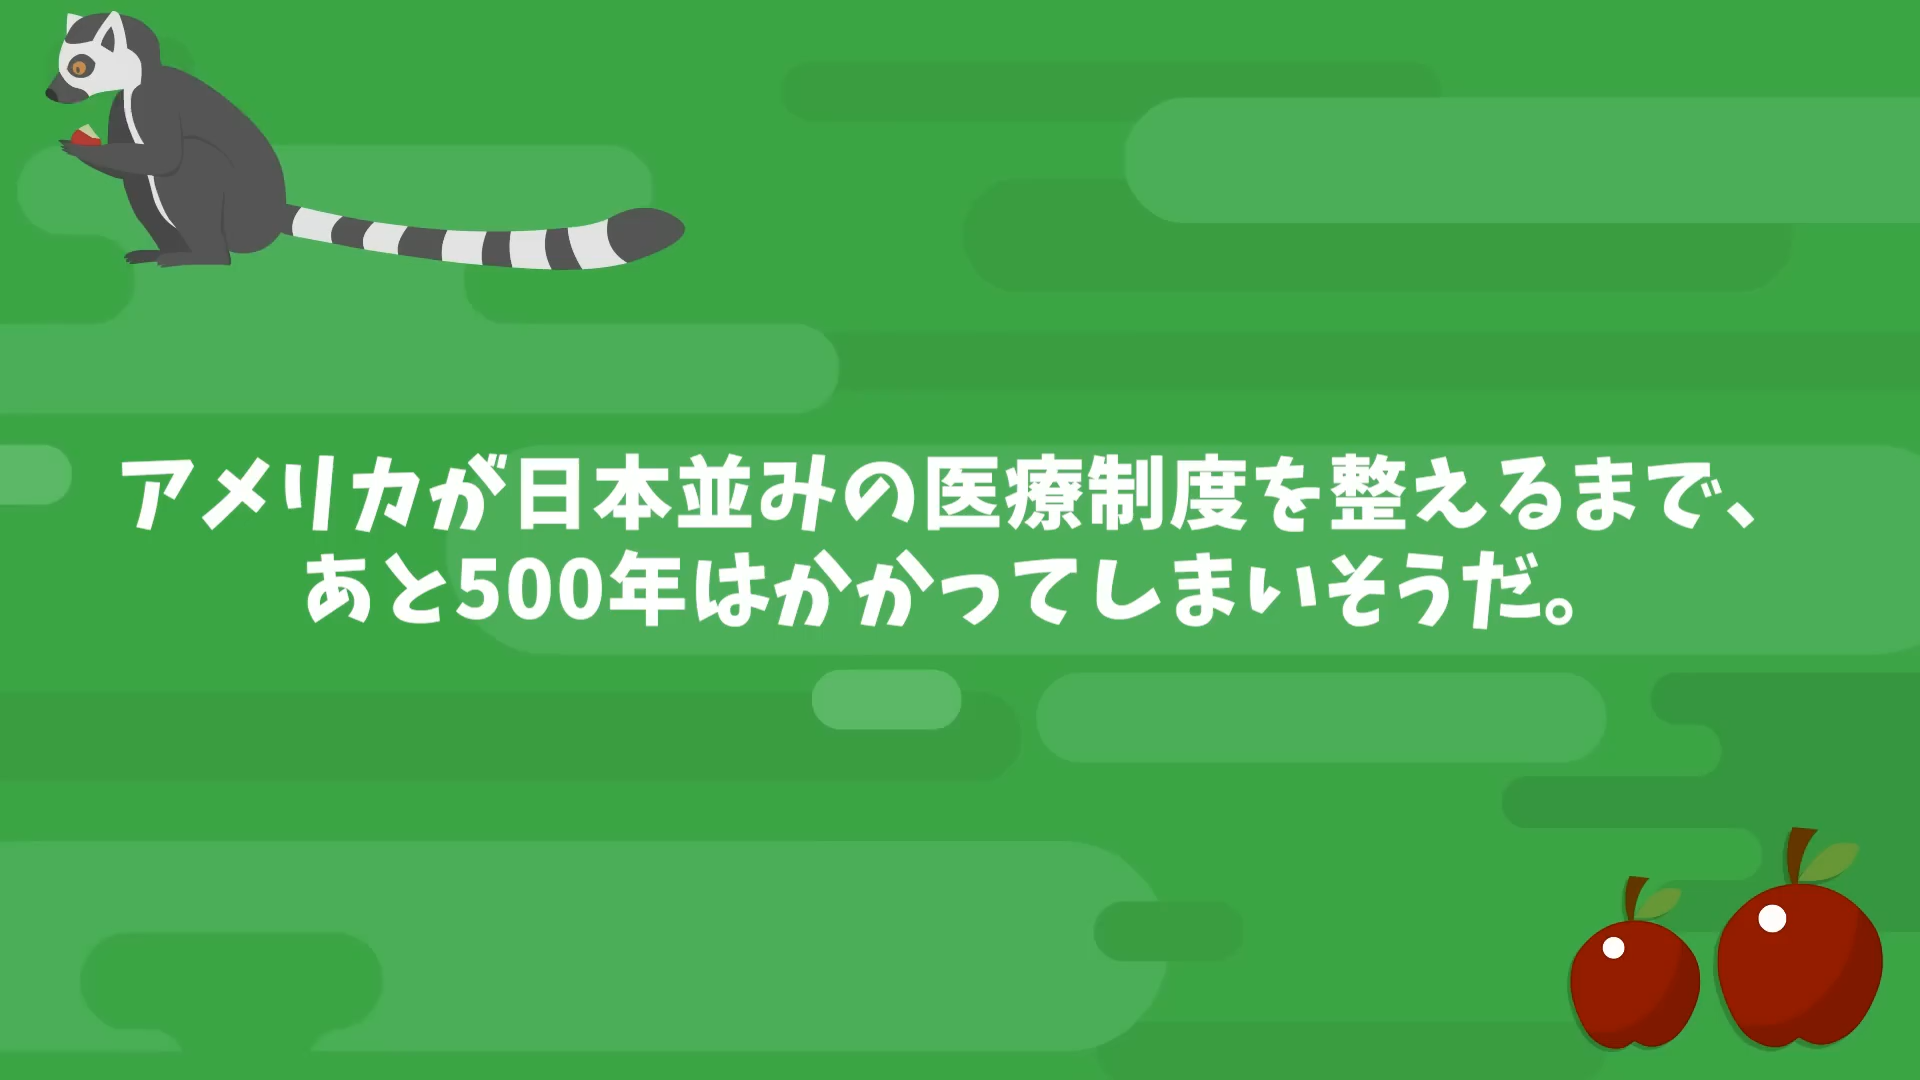 アメリカが日本並みの医療制度を整えるまで、
あと500年はかかってしまいそうだ。